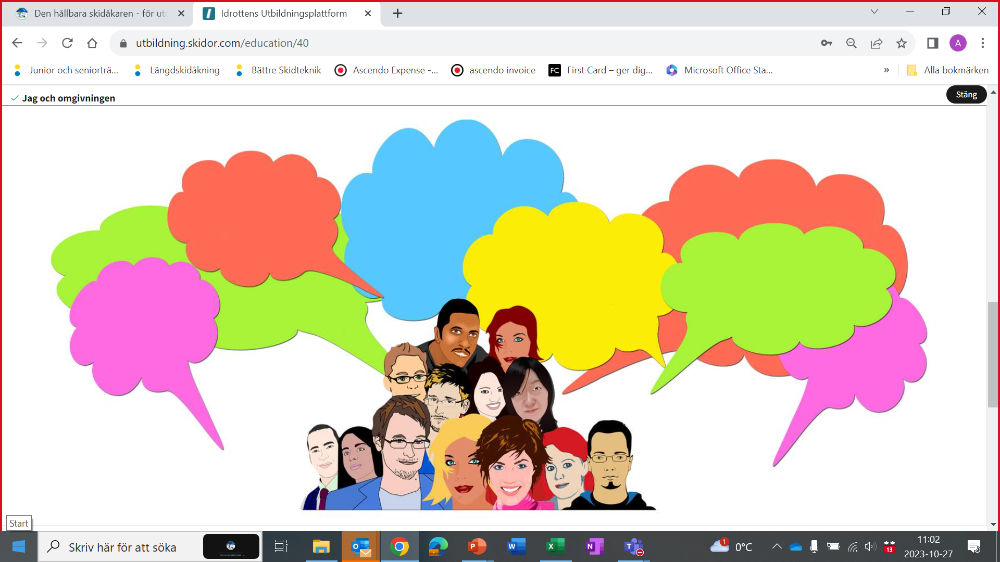 Den hållbara skidåkaren - för utö
Idrottens Utbildningsplattform
utbildning.skidor.com/education/40
A
Junior och seniorträ...
Längdskidåkning
Bättre Skidteknik
Ascendo Expense -...
ascendo invoice
FC
First Card – ger dig...
Microsoft Office Sta...
»
Alla bokmärken
Jag och omgivningen
Stäng
Start
Skriv här för att söka
O
P
W
X
N
T
1
0°C
13
11:02
2023-10-27